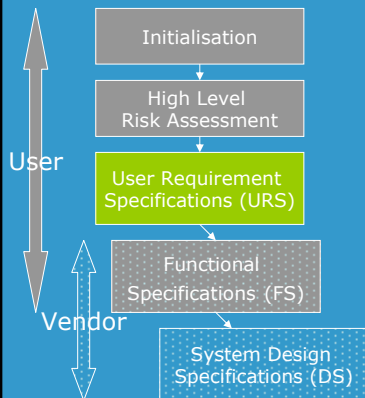 Initialisation
High Level
Risk Assessment
User
User Requirement
Specifications (URS)
Functional
Specifications (FS)
Vendor
System Design
Specifications (DS)